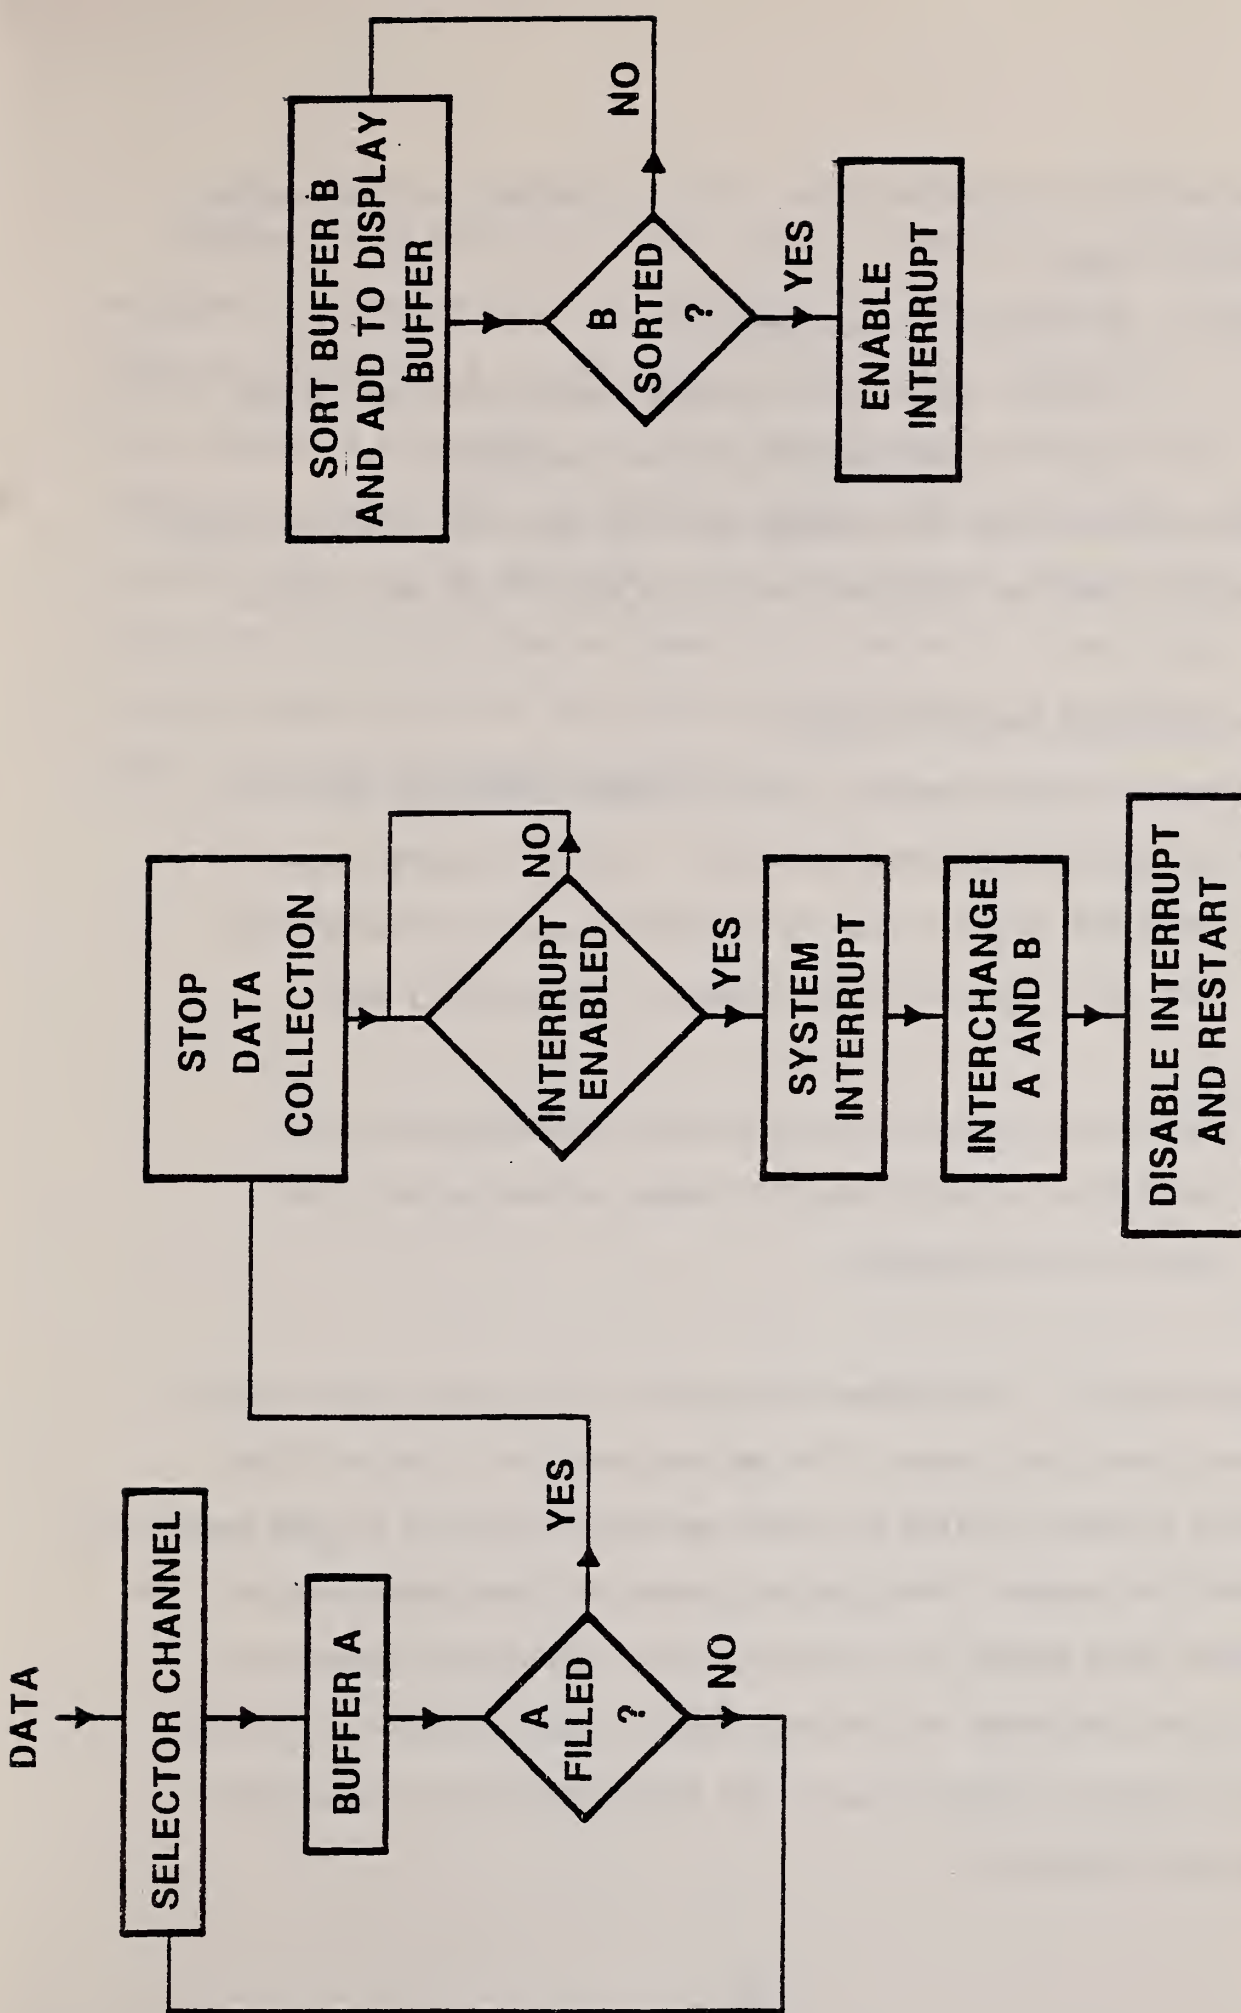 DATA
SELECTOR CHANNEL
BUFFER A
A
FILLED
?
YES
NO
STOP
DATA
COLLECTION
INTERRUPT
ENABLED
NO
YES
SYSTEM
INTERRUPT
INTERCHANGE
A AND B
DISABLE INTERRUPT
AND RESTART
SORT BUFFER B
AND ADD TO DISPLAY
BUFFER
B
SORTED
?
NO
YES
ENABLE
INTERRUPT